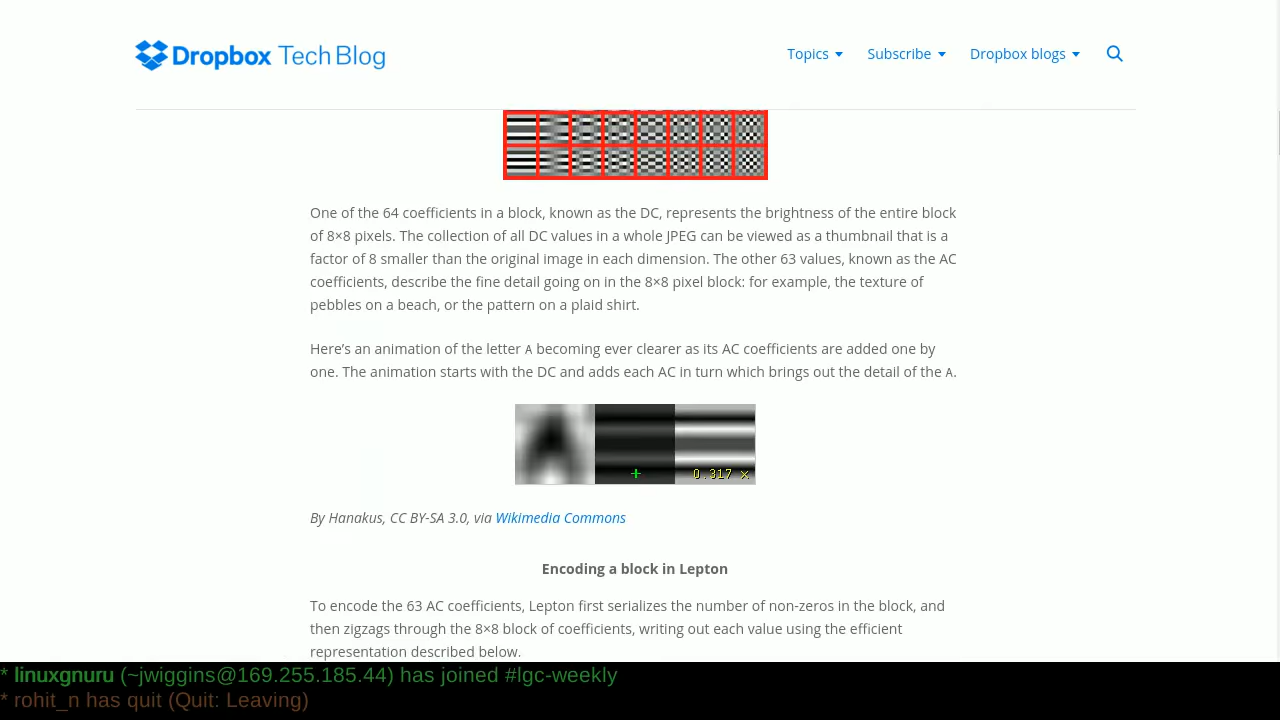 Dropbox Tech Blog
Topics Subscribe Dropbox blogs
One of the 64 coefficients in a block, known as the DC, represents the brightness of the entire block
of 8×8 pixels. The collection of all DC values in a whole JPEG can be viewed as a thumbnail that is a
factor of 8 smaller than the original image in each dimension. The other 63 values, known as the AC
coefficients, describe the fine detail going on in the 8×8 pixel block: for example, the texture of
pebbles on a beach, or the pattern on a plaid shirt.
Here’s an animation of the letter A becoming ever clearer as its AC coefficients are added one by
one. The animation starts with the DC and adds each AC in turn which brings out the detail of the A.
+ 0.317 ×
By Hanakus, CC BY-SA 3.0, via Wikimedia Commons
Encoding a block in Lepton
To encode the 63 AC coefficients, Lepton first serializes the number of non-zeros in the block, and
then zigzags through the 8×8 block of coefficients, writing out each value using the efficient
representation described below.
* linuxgnuru (~jwiggins@169.255.185.44) has joined #lgc-weekly
* rohit_n has quit (Quit: Leaving)